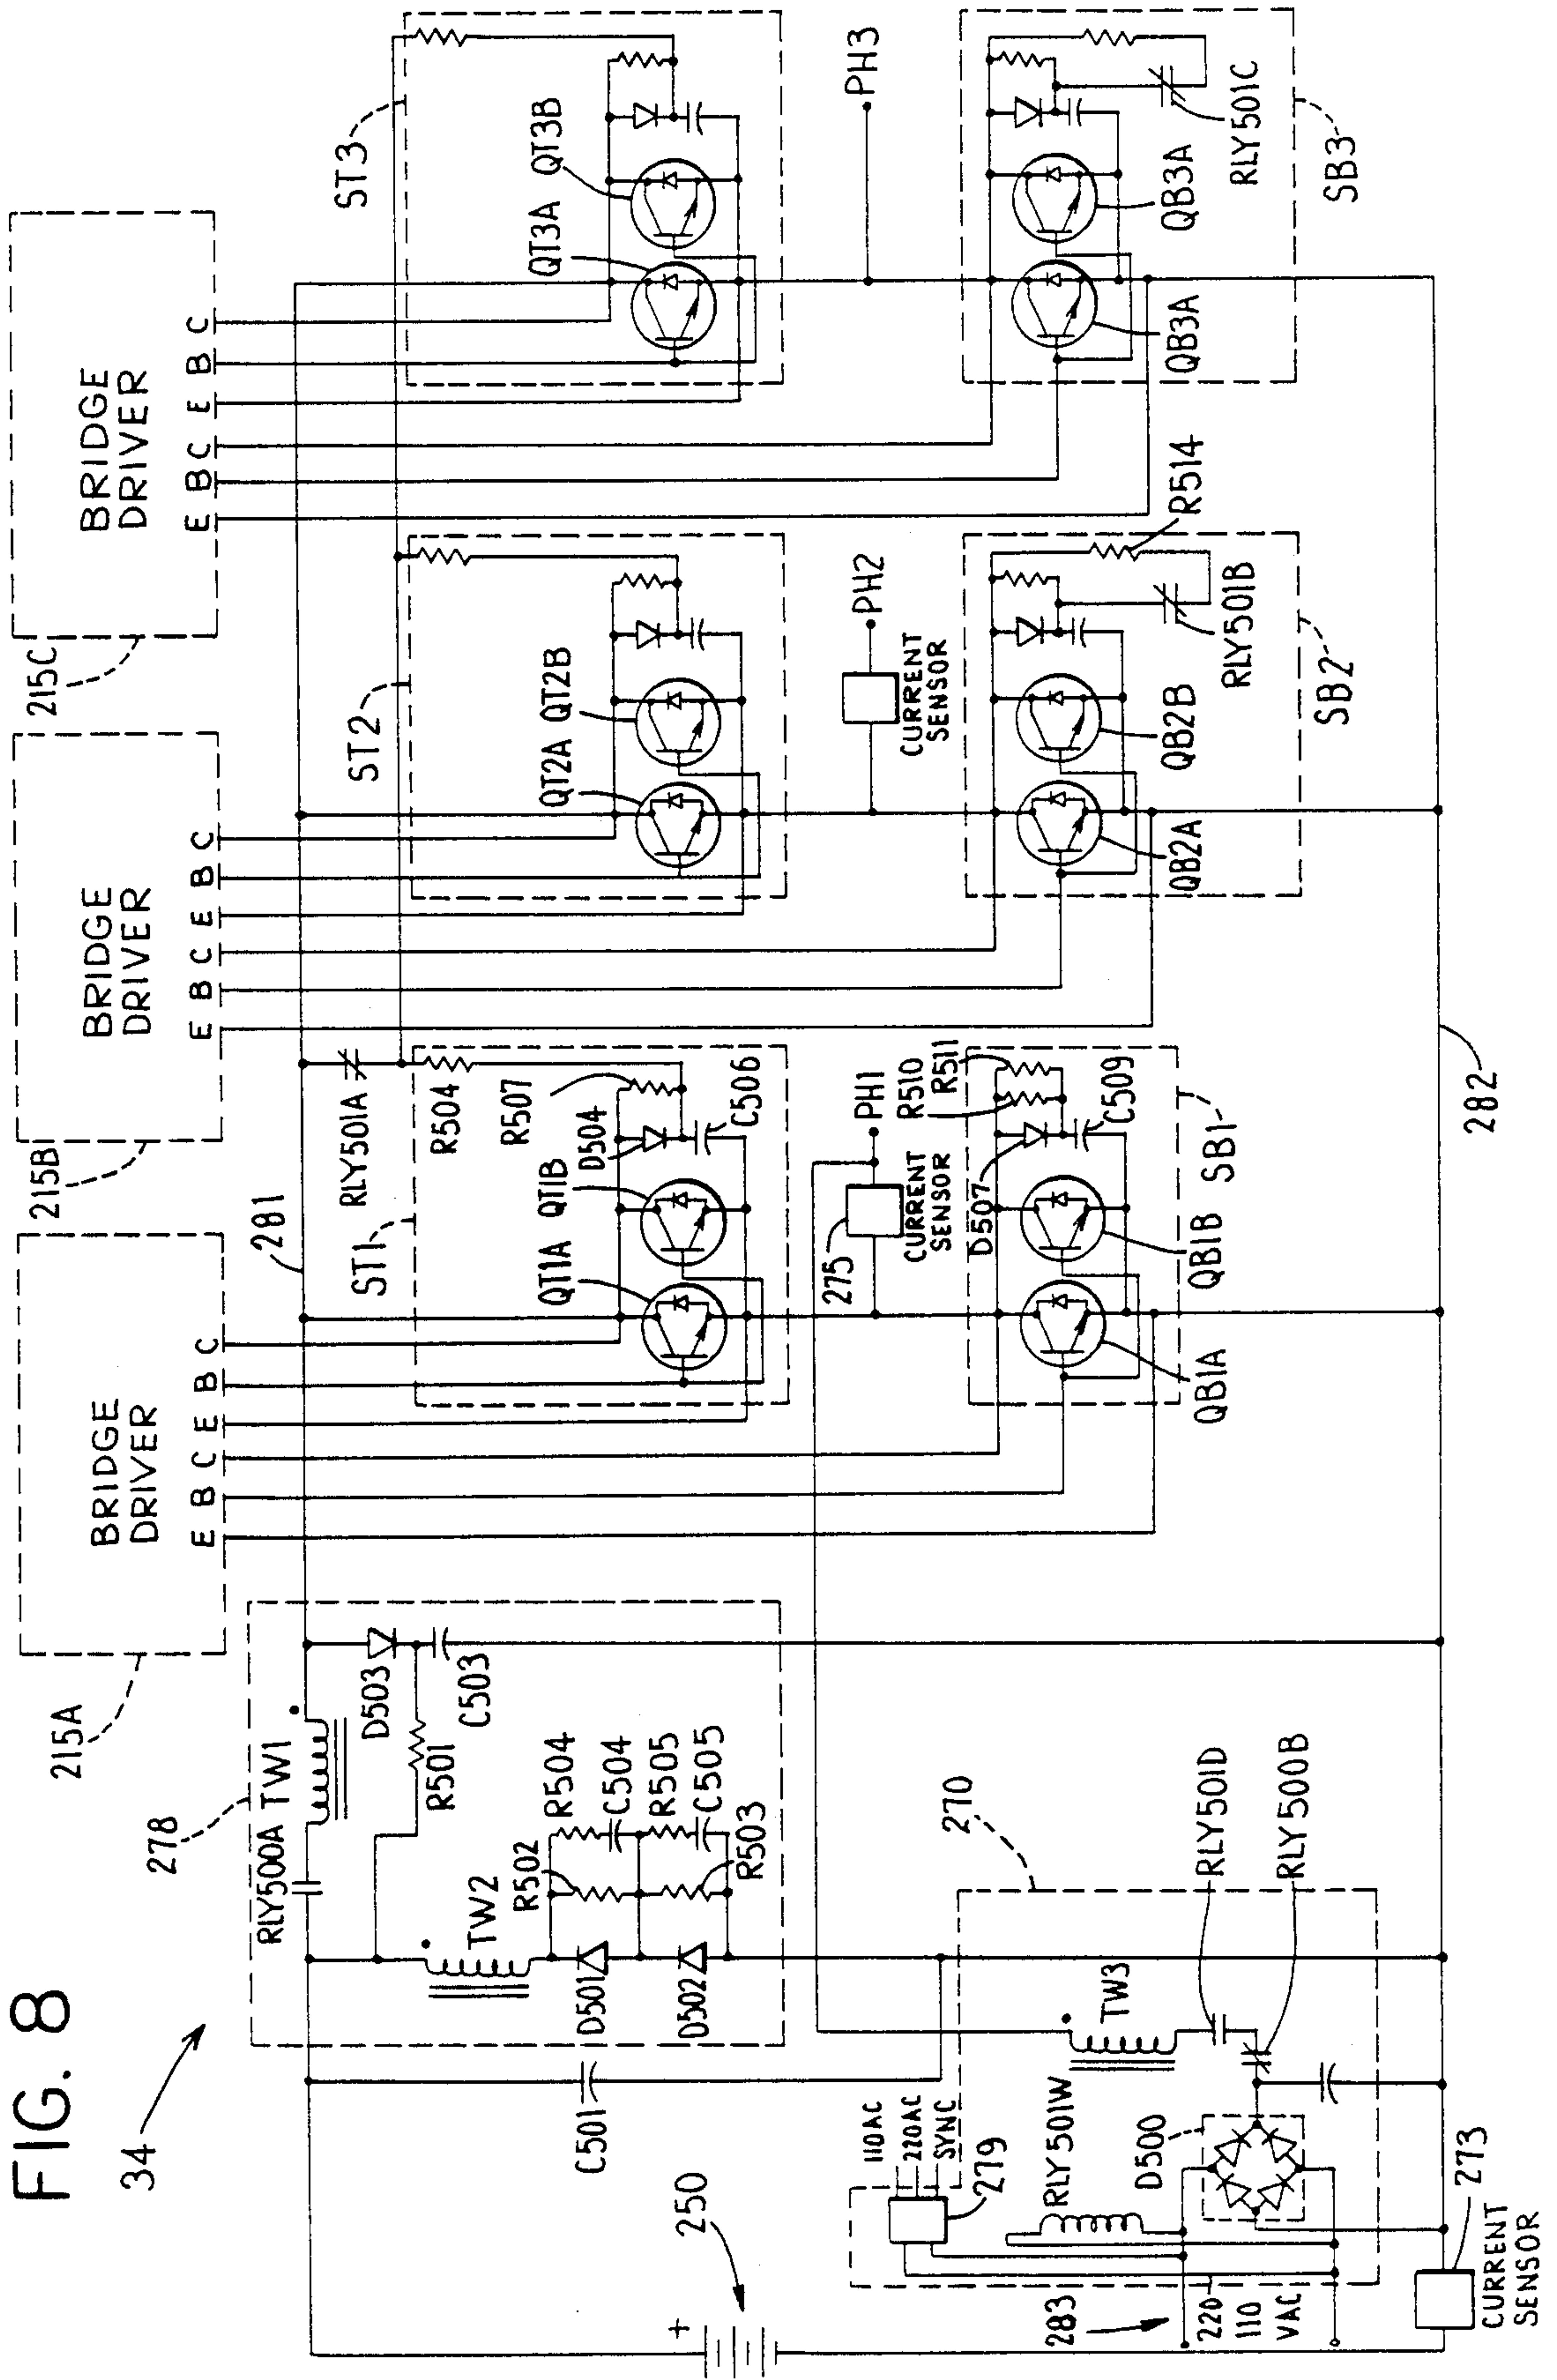 FIG. 8
34
215A
BRIDGE
DRIVER
E B C E B C
215B
BRIDGE
DRIVER
E B C E B C
215C
BRIDGE
DRIVER
E B C E B C
278
RLY500A
TW1
281
D503
R501
C503
TW2
R502
R504
C504
R505
C505
R503
D501
D502
C501
250
+
RLY501A
ST1
R504
R507
D504
C506
QT1A
QT1B
ST2
QT2A
QT2B
ST3
QT3A
QT3B
275
CURRENT
SENSOR
PH1
CURRENT
SENSOR
PH2
PH3
D507
R510
R511
C509
QB1A
QB1B
SB1
QB2A
QB2B
RLY501B
R514
SB2
QB3A
QB3A
RLY501C
SB3
282
270
110AC
220AC
SYNC
279
RLY501W
TW3
RLY501D
RLY500B
D500
283
220
110
VAC
273
CURRENT
SENSOR